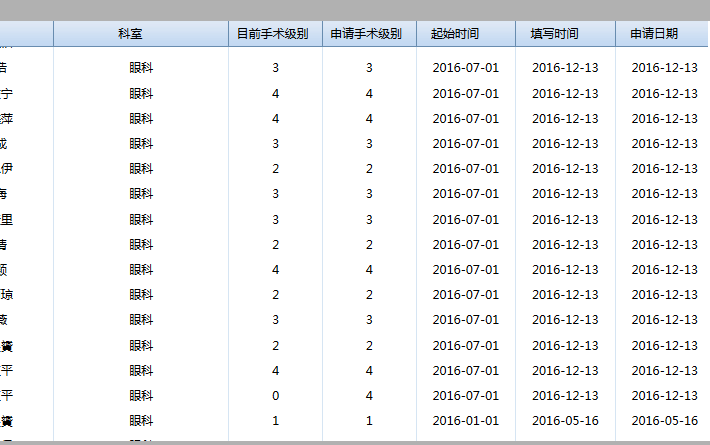 科室 目前手术级别 申请手术级别 起始时间 填写时间 申请日期
浩 眼科 3 3 2016-07-01 2016-12-13 2016-12-13
宁 眼科 4 4 2016-07-01 2016-12-13 2016-12-13
萍 眼科 4 4 2016-07-01 2016-12-13 2016-12-13
成 眼科 3 3 2016-07-01 2016-12-13 2016-12-13
伊 眼科 2 2 2016-07-01 2016-12-13 2016-12-13
海 眼科 3 3 2016-07-01 2016-12-13 2016-12-13
里 眼科 3 3 2016-07-01 2016-12-13 2016-12-13
眼科 2 2 2016-07-01 2016-12-13 2016-12-13
眼科 4 4 2016-07-01 2016-12-13 2016-12-13
琼 眼科 2 2 2016-07-01 2016-12-13 2016-12-13
薇 眼科 3 3 2016-07-01 2016-12-13 2016-12-13
眼科 2 2 2016-07-01 2016-12-13 2016-12-13
平 眼科 4 4 2016-07-01 2016-12-13 2016-12-13
平 眼科 0 4 2016-07-01 2016-12-13 2016-12-13
眼科 1 1 2016-01-01 2016-05-16 2016-05-16